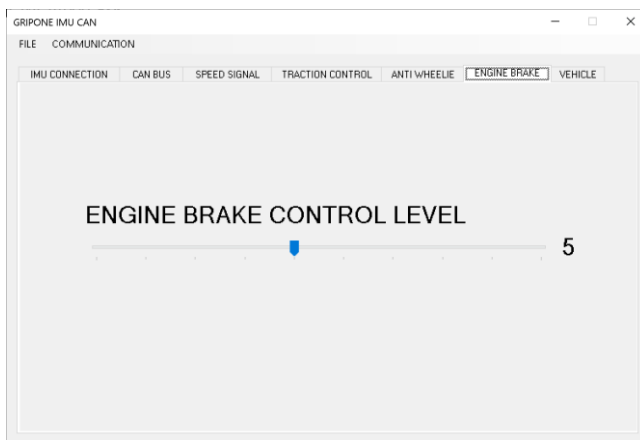 GRIPONE IMU CAN
FILE COMMUNICATION
IMU CONNECTION CAN BUS SPEED SIGNAL TRACTION CONTROL ANTI WHEELIE ENGINE BRAKE VEHICLE
ENGINE BRAKE CONTROL LEVEL
5